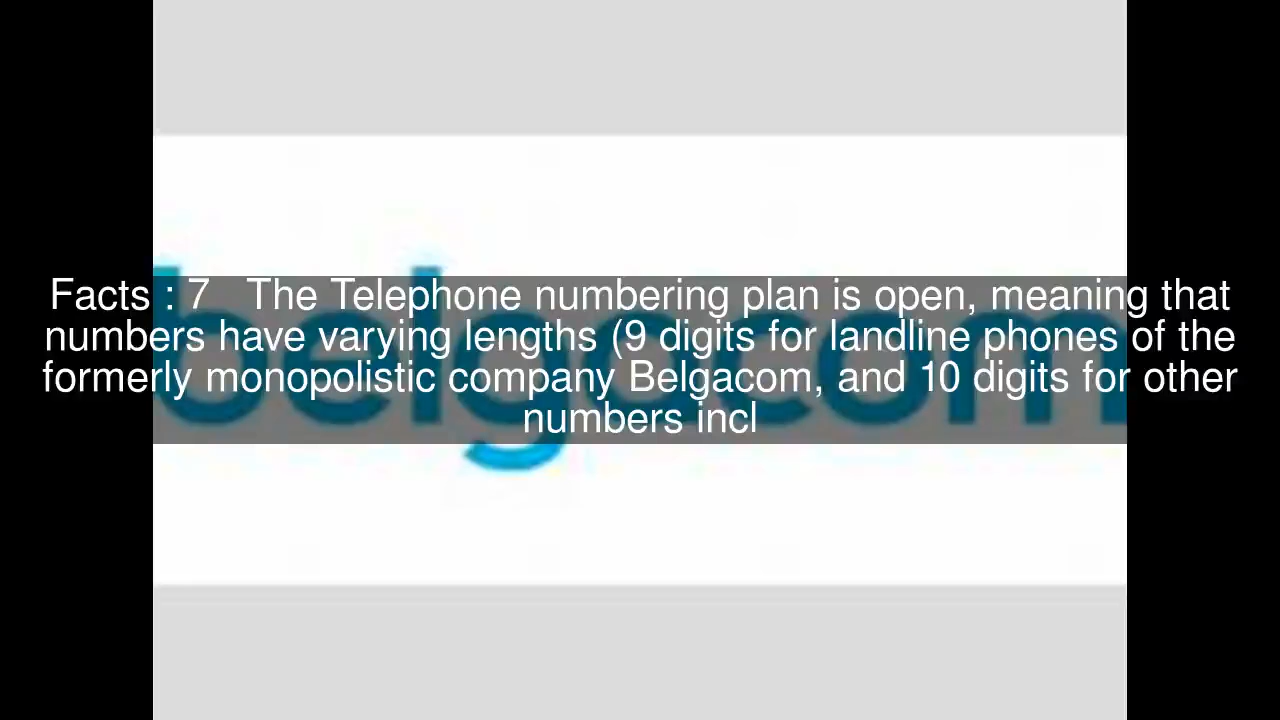 Facts : 7   The Telephone numbering plan is open, meaning that
numbers have varying lengths (9 digits for landline phones of the
formerly monopolistic company Belgacom, and 10 digits for other
numbers incl
belgacom